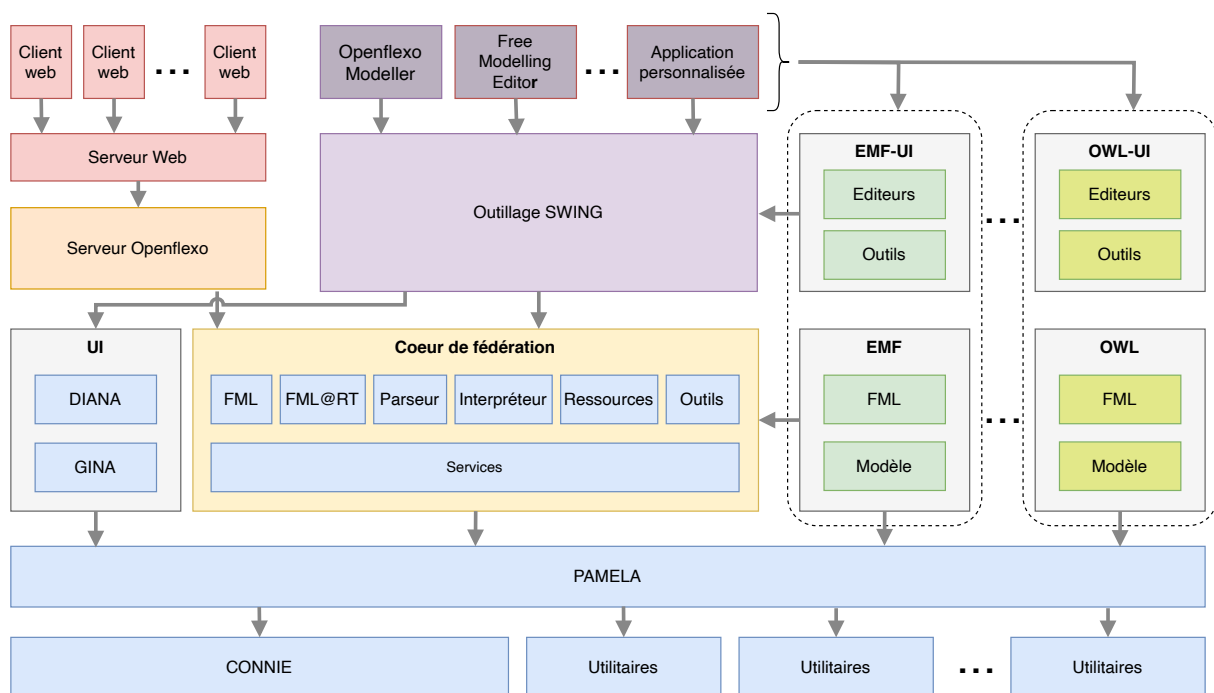 Client
web
Client
web
...
Client
web
Openflexo
Modeller
Free
Modelling
Editor
...
Application
personnalisée
Serveur Web
Serveur Openflexo
Outillage SWING
EMF-UI
Editeurs
Outils
...
OWL-UI
Editeurs
Outils
UI
DIANA
GINA
Coeur de fédération
FML
FML@RT
Parseur
Interpréteur
Ressources
Outils
Services
EMF
FML
Modèle
...
OWL
FML
Modèle
PAMELA
CONNIE
Utilitaires
Utilitaires
...
Utilitaires